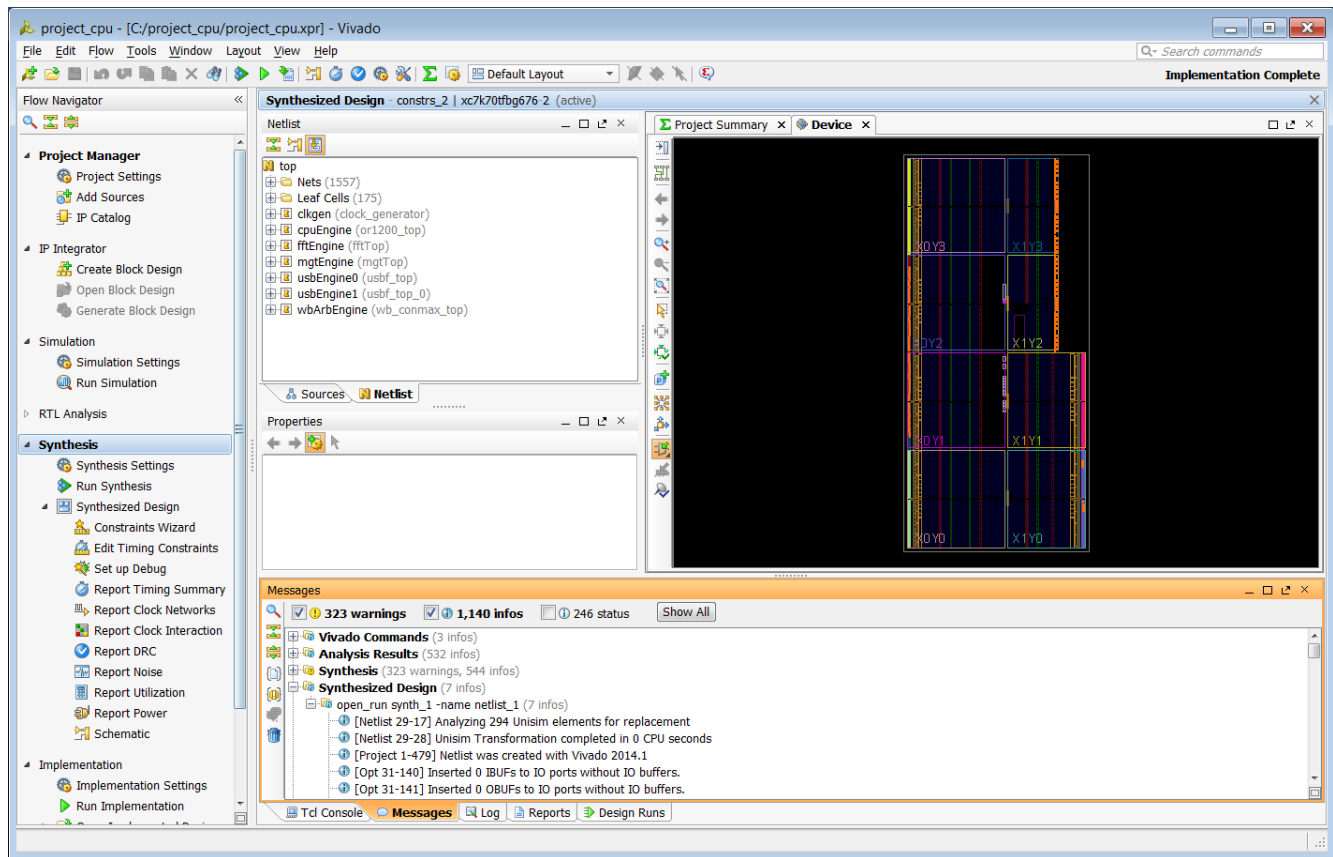 project_cpu - [C:/project_cpu/project_cpu.xpr] - Vivado
File Edit Flow Tools Window Layout View Help
Search commands
Default Layout
Implementation Complete
Flow Navigator
Project Manager
Project Settings
Add Sources
IP Catalog
IP Integrator
Create Block Design
Open Block Design
Generate Block Design
Simulation
Simulation Settings
Run Simulation
RTL Analysis
Synthesis
Synthesis Settings
Run Synthesis
Synthesized Design
Constraints Wizard
Edit Timing Constraints
Set up Debug
Report Timing Summary
Report Clock Networks
Report Clock Interaction
Report DRC
Report Noise
Report Utilization
Report Power
Schematic
Implementation
Implementation Settings
Run Implementation
Synthesized Design - constrs_2 | xc7k70tfbg676-2 (active)
Netlist
top
Nets (1557)
Leaf Cells (175)
clkgen (clock_generator)
cpuEngine (or1200_top)
fftEngine (fftTop)
mgtEngine (mgtTop)
usbEngine0 (usbf_top)
usbEngine1 (usbf_top_0)
wbArbEngine (wb_conmax_top)
Sources Netlist
Properties
Project Summary Device
X0Y3 X1Y3
X1Y2
X0Y1 X1Y1
X0Y0 X1Y0
Messages
323 warnings 1,140 infos 246 status Show All
Vivado Commands (3 infos)
Analysis Results (532 infos)
Synthesis (323 warnings, 544 infos)
Synthesized Design (7 infos)
open_run synth_1 -name netlist_1 (7 infos)
[Netlist 29-17] Analyzing 294 Unisim elements for replacement
[Netlist 29-28] Unisim Transformation completed in 0 CPU seconds
[Project 1-479] Netlist was created with Vivado 2014.1
[Opt 31-140] Inserted 0 IBUFs to IO ports without IO buffers.
[Opt 31-141] Inserted 0 OBUFs to IO ports without IO buffers.
Tcl Console Messages Log Reports Design Runs